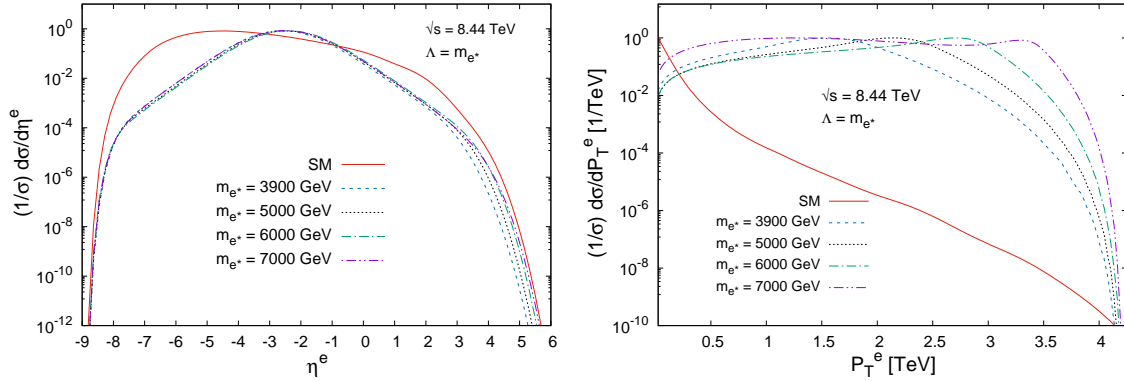 (1/σ) dσ/dη^e
10^0
10^-2
10^-4
10^-6
10^-8
10^-10
10^-12
√s = 8.44 TeV
Λ = m_e*
SM
m_e* = 3900 GeV
m_e* = 5000 GeV
m_e* = 6000 GeV
m_e* = 7000 GeV
-9 -8 -7 -6 -5 -4 -3 -2 -1 0 1 2 3 4 5 6
η^e
(1/σ) dσ/dP_T^e [1/TeV]
10^0
10^-2
10^-4
10^-6
10^-8
10^-10
√s = 8.44 TeV
Λ = m_e*
SM
m_e* = 3900 GeV
m_e* = 5000 GeV
m_e* = 6000 GeV
m_e* = 7000 GeV
0.5 1 1.5 2 2.5 3 3.5 4
P_T^e [TeV]